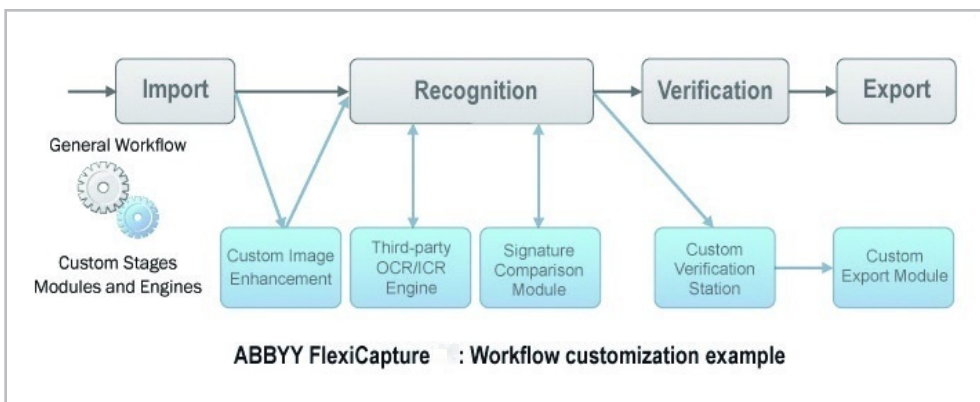 Import
Recognition
Verification
Export
General Workflow
Custom Stages
Modules and Engines
Custom Image
Enhancement
Third-party
OCR/ICR
Engine
Signature
Comparison
Module
Custom
Verification
Station
Custom
Export Module
ABBYY FlexiCapture : Workflow customization example